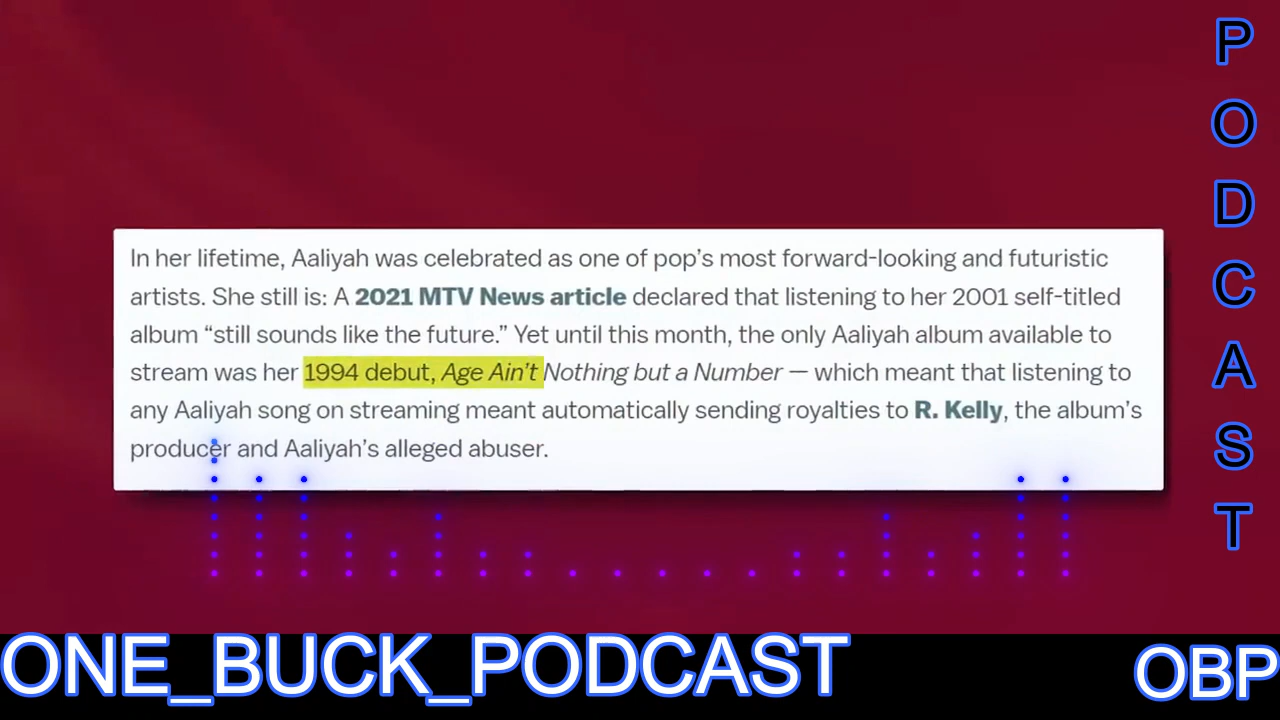 In her lifetime, Aaliyah was celebrated as one of pop’s most forward-looking and futuristic
artists. She still is: A 2021 MTV News article declared that listening to her 2001 self-titled
album “still sounds like the future.” Yet until this month, the only Aaliyah album available to
stream was her 1994 debut, Age Ain’t Nothing but a Number — which meant that listening to
any Aaliyah song on streaming meant automatically sending royalties to R. Kelly, the album’s
producer and Aaliyah’s alleged abuser.
P
O
D
C
A
S
T
ONE_BUCK_PODCAST
OBP